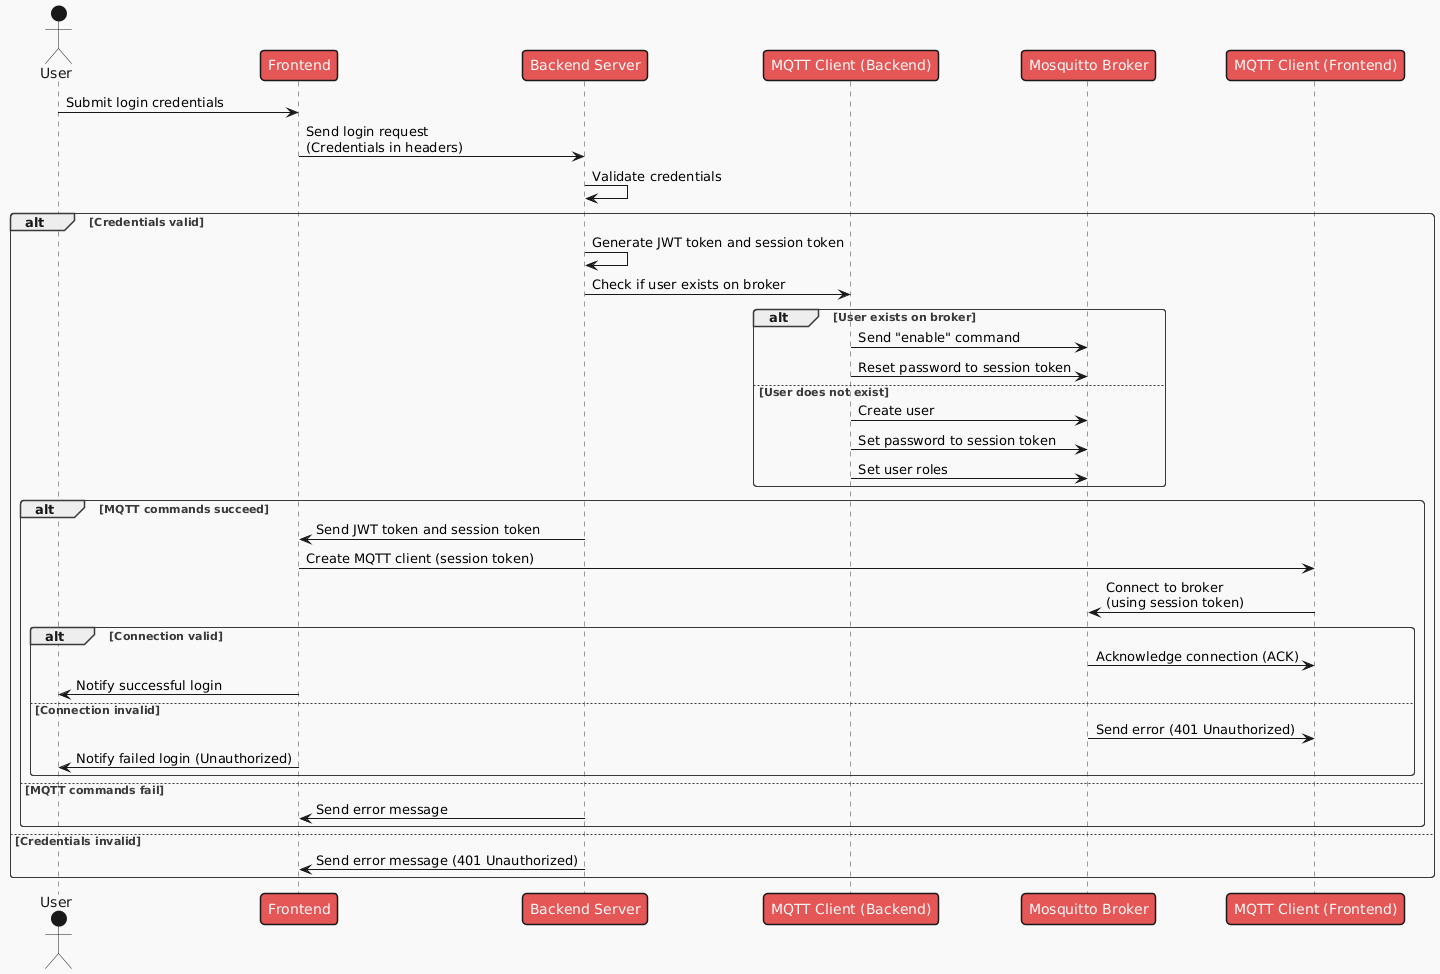 User
Frontend
Backend Server
MQTT Client (Backend)
Mosquitto Broker
MQTT Client (Frontend)
Submit login credentials
Send login request
(Credentials in headers)
Validate credentials
alt [Credentials valid]
Generate JWT token and session token
Check if user exists on broker
alt [User exists on broker]
Send "enable" command
Reset password to session token
[User does not exist]
Create user
Set password to session token
Set user roles
alt [MQTT commands succeed]
Send JWT token and session token
Create MQTT client (session token)
Connect to broker
(using session token)
alt [Connection valid]
Acknowledge connection (ACK)
Notify successful login
[Connection invalid]
Send error (401 Unauthorized)
Notify failed login (Unauthorized)
[MQTT commands fail]
Send error message
[Credentials invalid]
Send error message (401 Unauthorized)
User
Frontend
Backend Server
MQTT Client (Backend)
Mosquitto Broker
MQTT Client (Frontend)